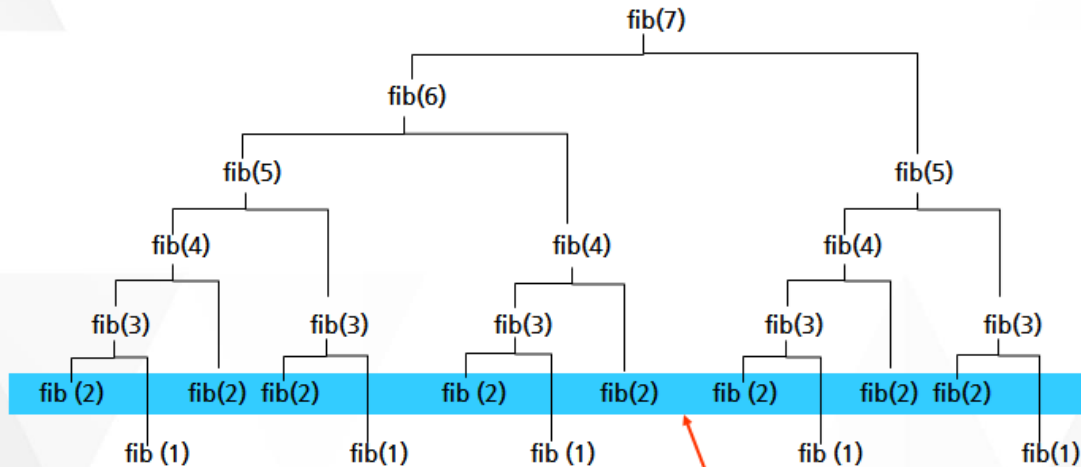 fib(7)
fib(6)
fib(5) fib(5)
fib(4) fib(4) fib(4)
fib(3) fib(3) fib(3) fib(3) fib(3)
fib (2) fib(2) fib(2) fib (2) fib(2) fib (2) fib(2) fib(2)
fib (1) fib(1) fib (1) fib (1) fib(1)